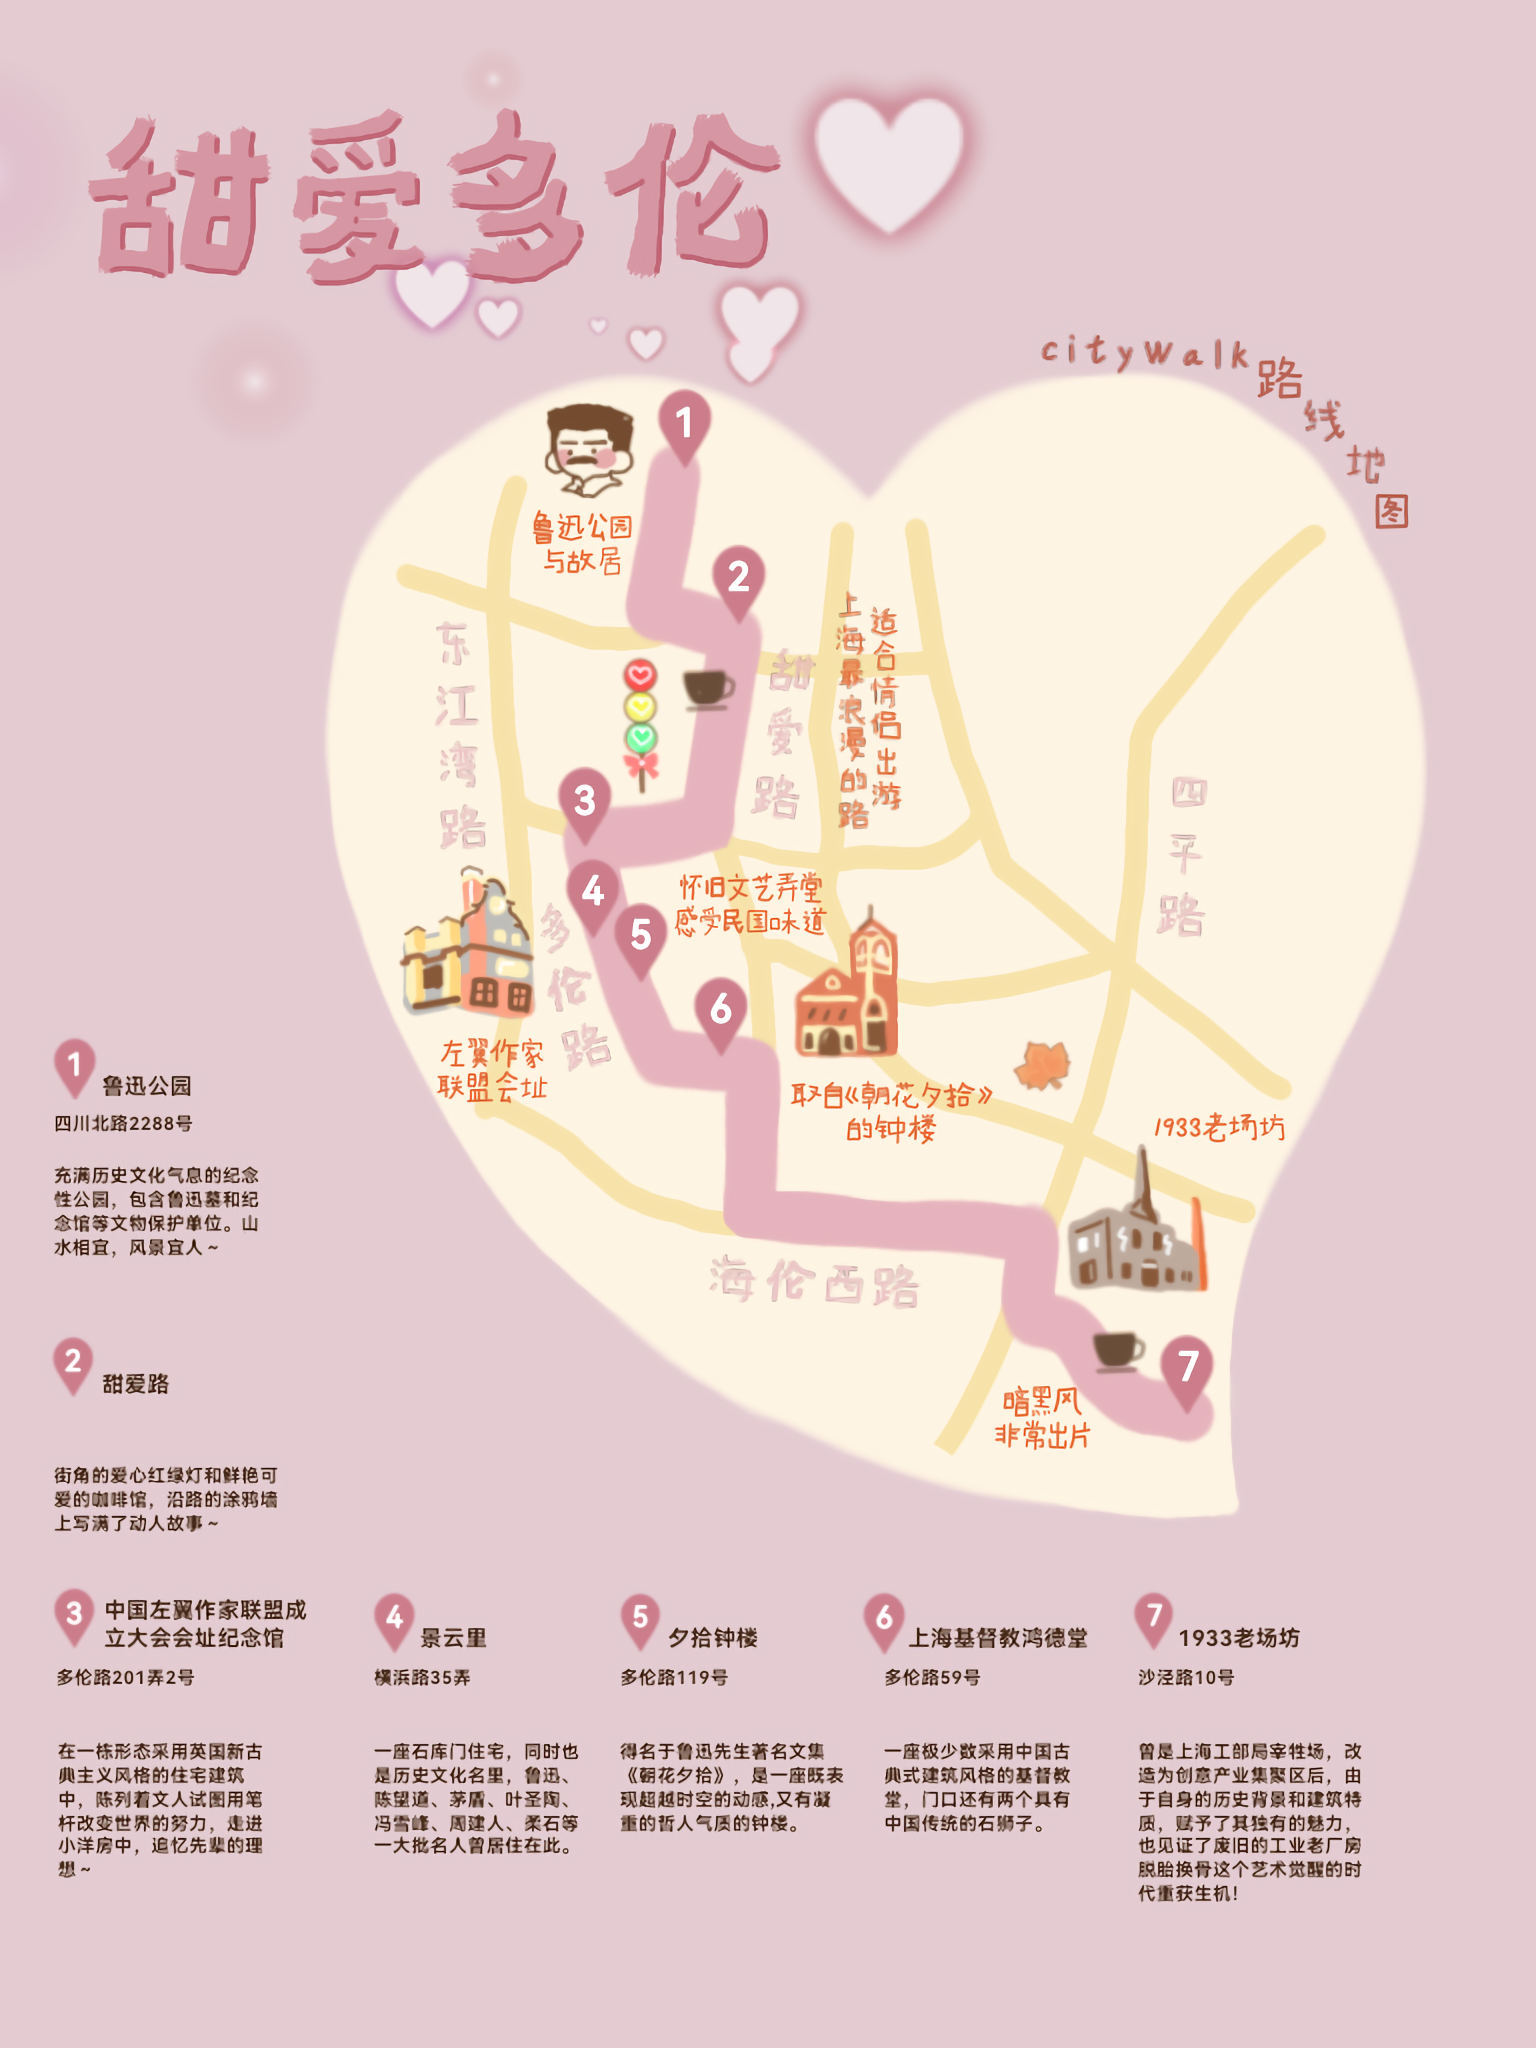 甜爱多伦
citywalk路线地图
1
鲁迅公园
与故居
2
东江湾路
甜爱路
上海最浪漫的路
适合情侣出游
四平路
3
4
5
6
怀旧文艺弄堂
感受民国味道
多伦路
左翼作家
联盟会址
取自《朝花夕拾》
的钟楼
1933老场坊
海伦西路
7
暗黑风
非常出片
1
鲁迅公园
四川北路2288号
充满历史文化气息的纪念
性公园，包含鲁迅墓和纪
念馆等文物保护单位。山
水相宜，风景宜人~
2
甜爱路
街角的爱心红绿灯和鲜艳可
爱的咖啡馆，沿路的涂鸦墙
上写满了动人故事~
3
中国左翼作家联盟成
立大会会址纪念馆
多伦路201弄2号
在一栋形态采用英国新古
典主义风格的住宅建筑
中，陈列着文人试图用笔
杆改变世界的努力，走进
小洋房中，追忆先辈的理
想~
4
景云里
横浜路35弄
一座石库门住宅，同时也
是历史文化名里，鲁迅、
陈望道、茅盾、叶圣陶、
冯雪峰、周建人、柔石等
一大批名人曾居住在此。
5
夕拾钟楼
多伦路119号
得名于鲁迅先生著名文集
《朝花夕拾》，是一座既表
现超越时空的动感,又有凝
重的哲人气质的钟楼。
6
上海基督教鸿德堂
多伦路59号
一座极少数采用中国古
典式建筑风格的基督教
堂，门口还有两个具有
中国传统的石狮子。
7
1933老场坊
沙泾路10号
曾是上海工部局宰牲场，改
造为创意产业集聚区后，由
于自身的历史背景和建筑特
质，赋予了其独有的魅力，
也见证了废旧的工业老厂房
脱胎换骨这个艺术觉醒的时
代重获生机！